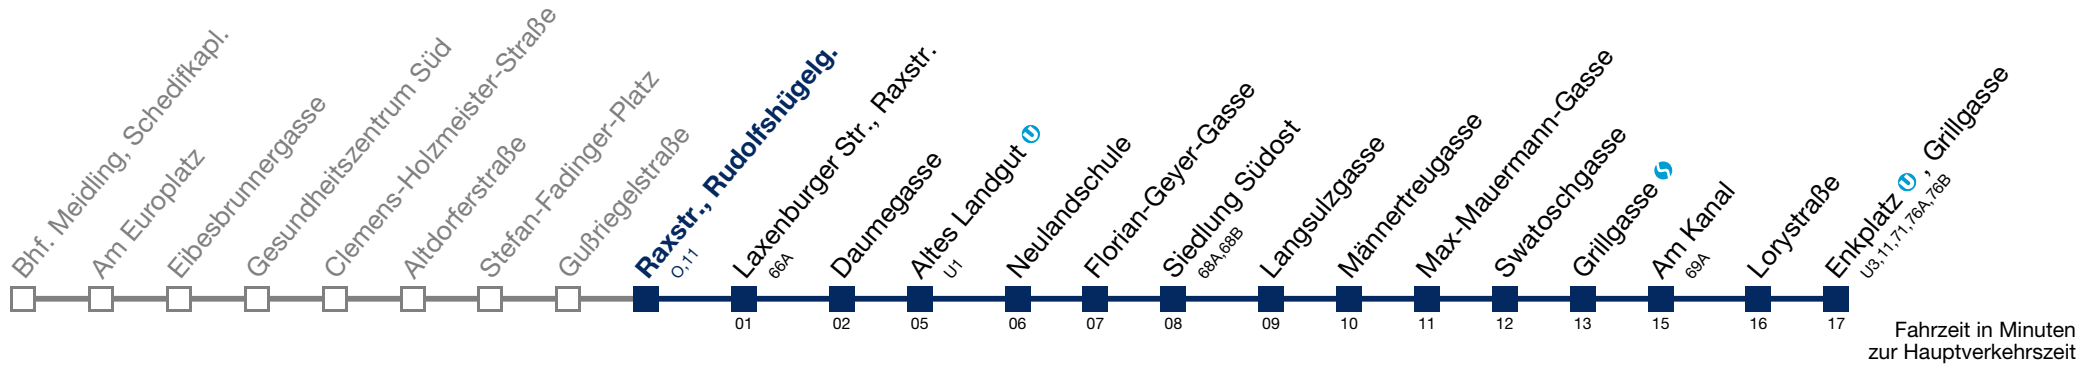 Bhf. Meidling, Schedifkapl.
Am Europlatz
Eibesbrunnergasse
Gesundheitszentrum Süd
Clemens-Holzmeister-Straße
Altdorferstraße
Stefan-Fadinger-Platz
Gußriegelstraße
Raxstr., Rudolfshügelg.
O,11
Laxenburger Str., Raxstr.
66A
Daumegasse
Altes Landgut U
U1
Neulandschule
Florian-Geyer-Gasse
Siedlung Südost
68A,68B
Langsulzgasse
Männertreugasse
Max-Mauermann-Gasse
Swatoschgasse
Grillgasse
Am Kanal
69A
Lorystraße
Enkplatz U , Grillgasse
U3,11,71,76A,76B
01 02 05 06 07 08 09 10 11 12 13 15 16 17
Fahrzeit in Minuten
zur Hauptverkehrszeit